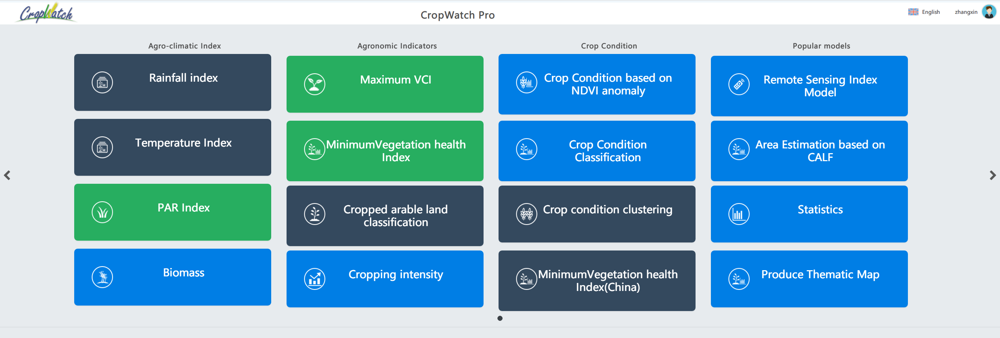 CropWatch
CropWatch Pro
English
zhangxin
Agro-climatic Index
Rainfall index
Temperature Index
PAR Index
Biomass
Agronomic Indicators
Maximum VCI
MinimumVegetation health
Index
Cropped arable land
classification
Cropping intensity
Crop Condition
Crop Condition based on
NDVI anomaly
Crop Condition
Classification
Crop condition clustering
MinimumVegetation health
Index(China)
Popular models
Remote Sensing Index
Model
Area Estimation based on
CALF
Statistics
Produce Thematic Map